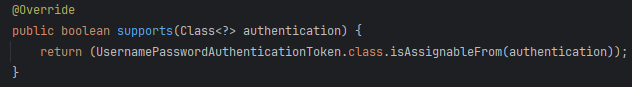 @Override
public boolean supports(Class<?> authentication) {
    return (UsernamePasswordAuthenticationToken.class.isAssignableFrom(authentication));
}